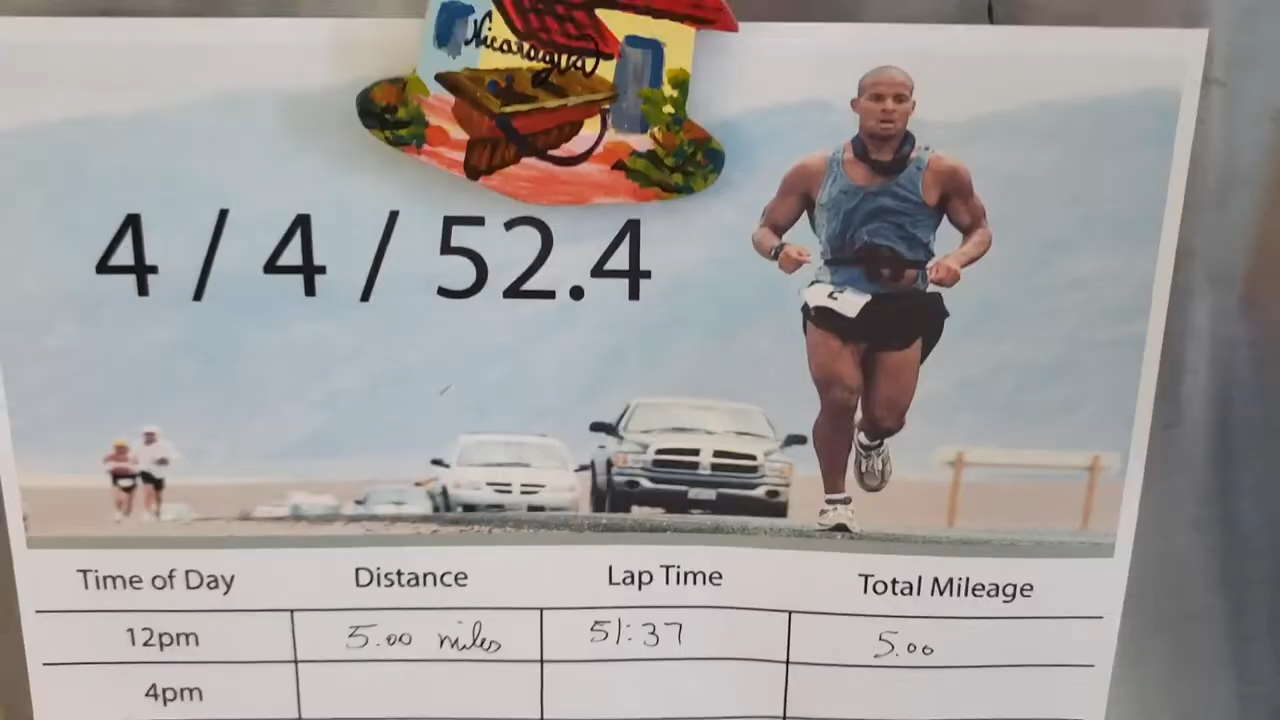 Nicaragua
4 / 4 / 52.4
2
Time of Day Distance Lap Time Total Mileage
12pm 5.00 miles 51:37 5.00
4pm